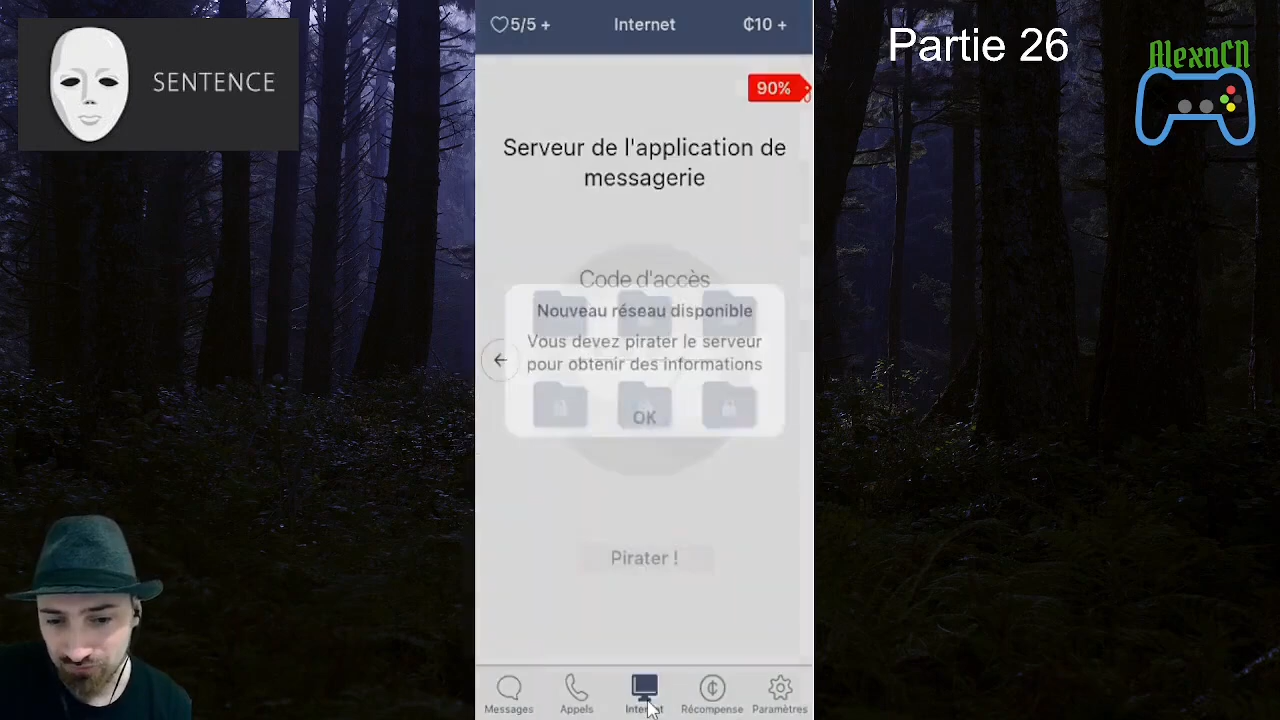 SENTENCE
5/5 +
Internet
₵10 +
Partie 26
AlexnCN
90%
Serveur de l'application de
messagerie
Code d'accès
Nouveau réseau disponible
Vous devez pirater le serveur
pour obtenir des informations
OK
Pirater !
Messages
Appels
Internet
Récompense
Paramètres